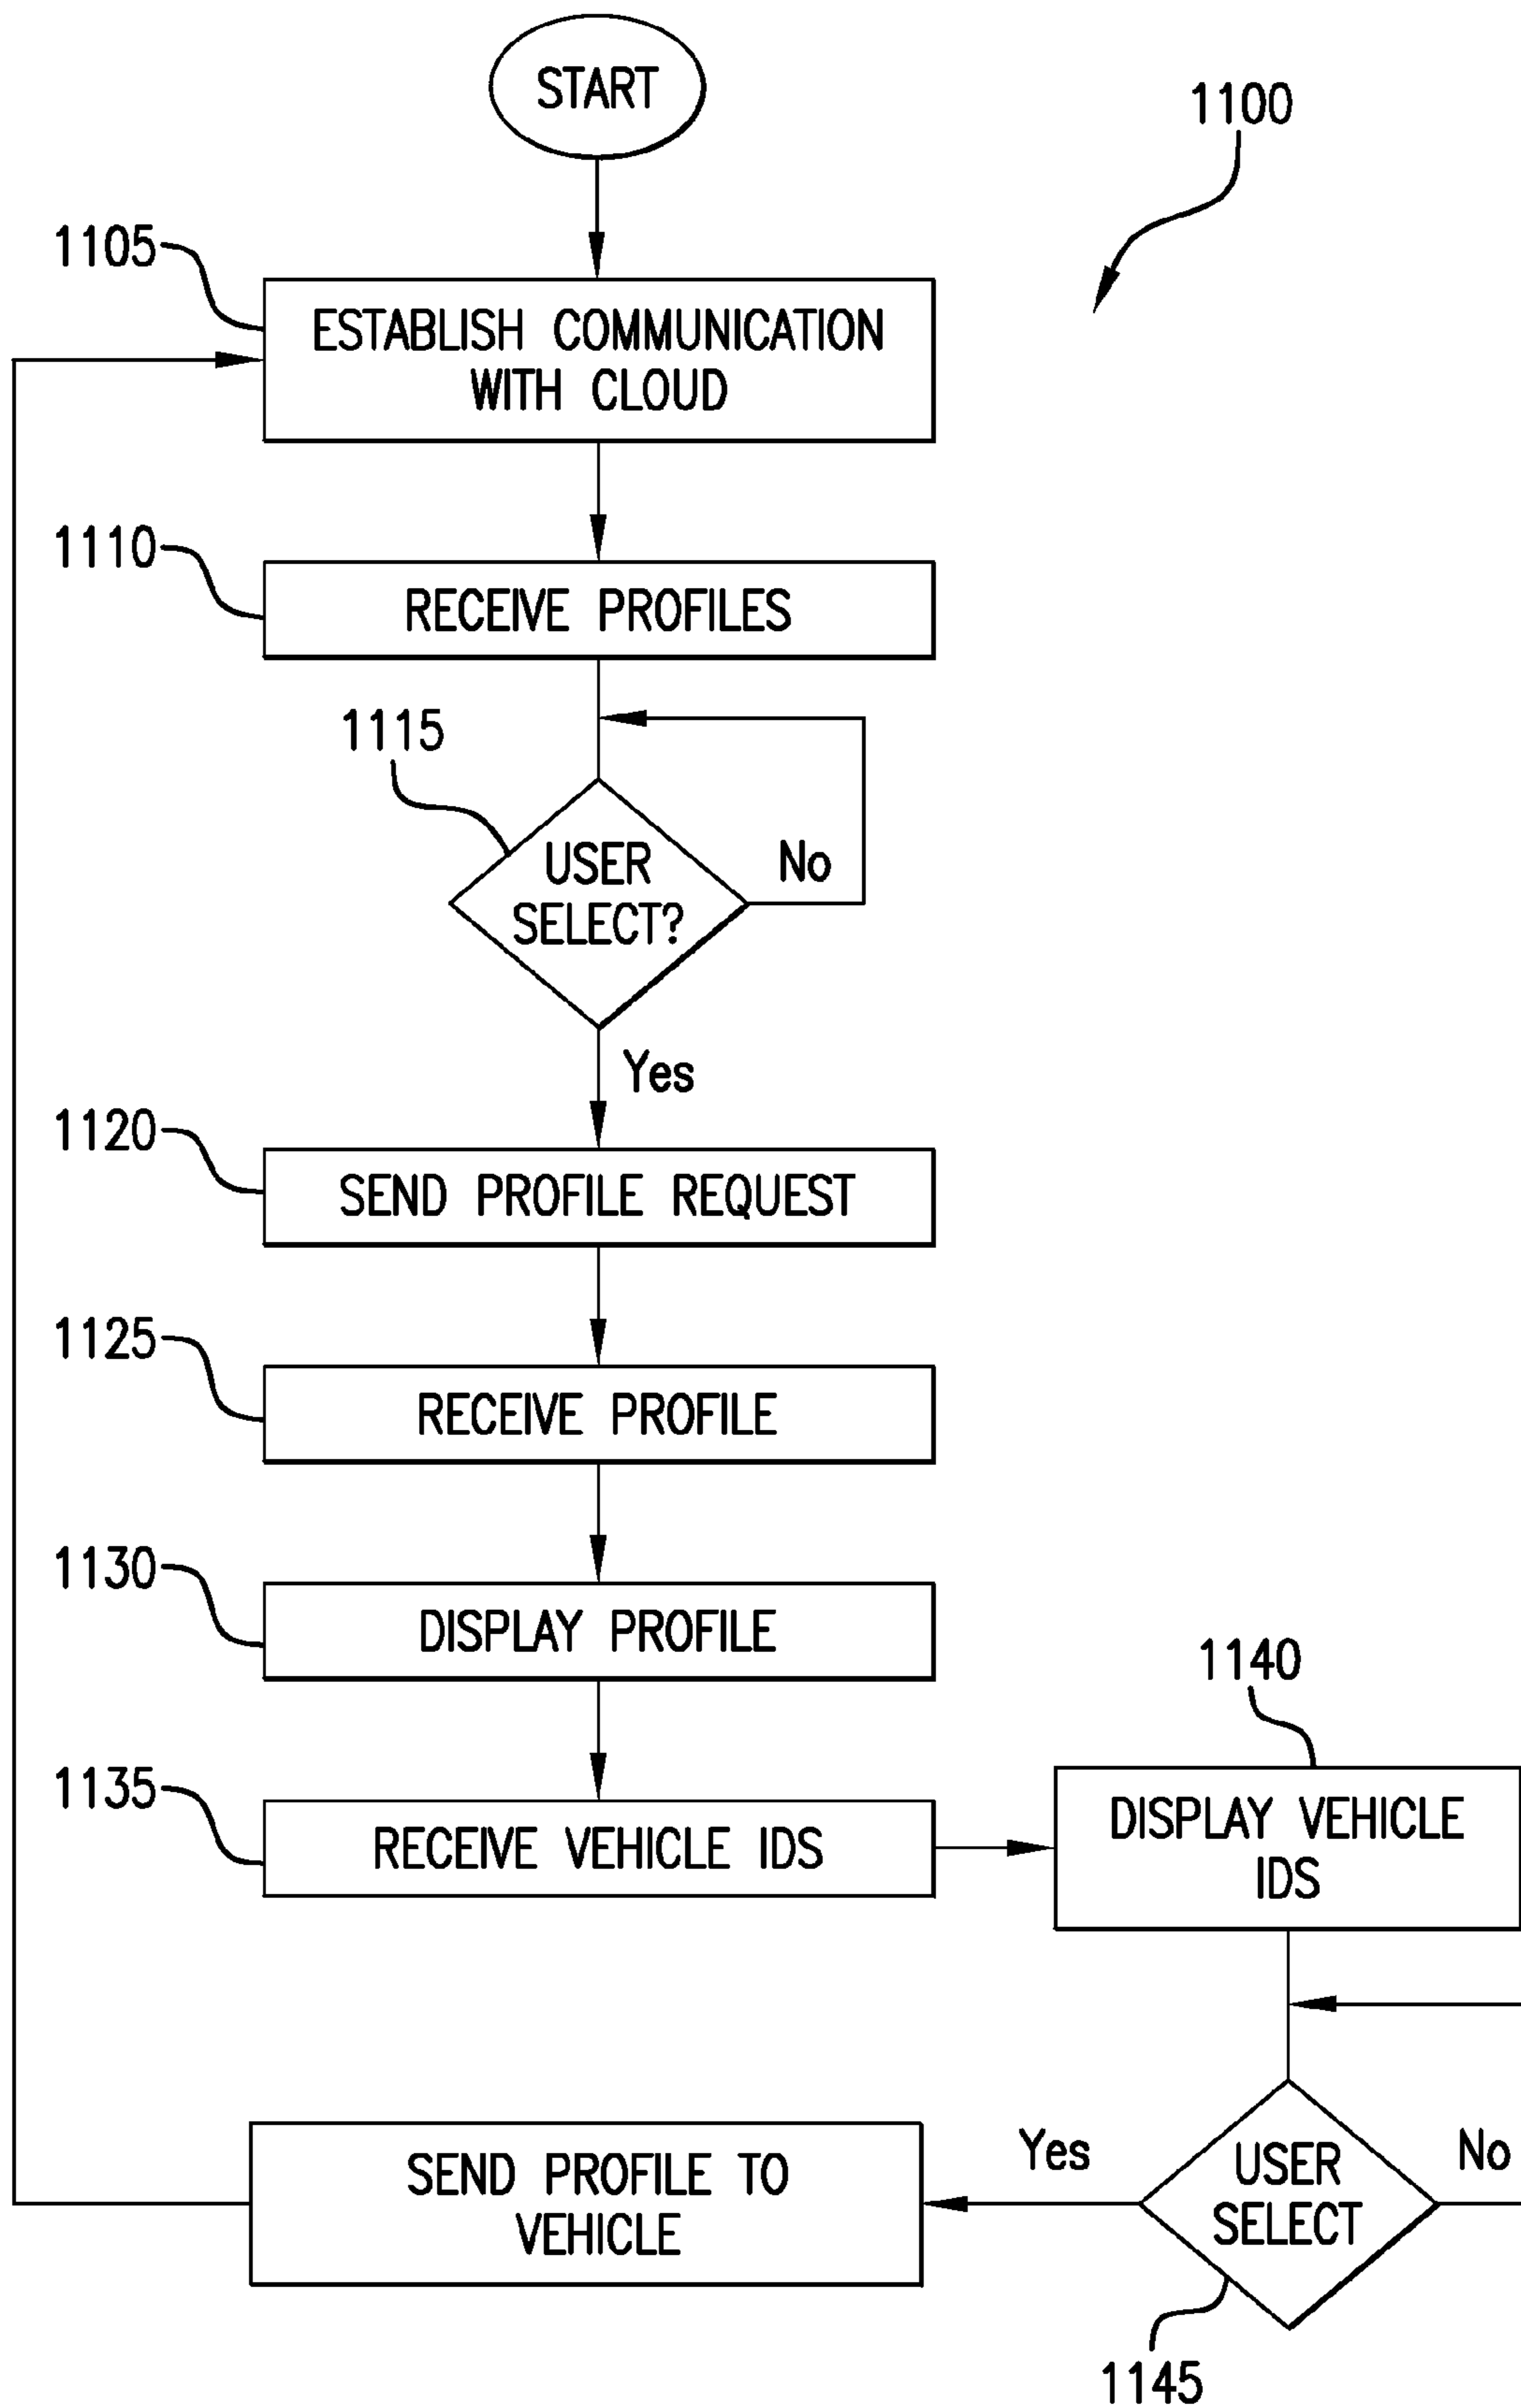 START
1100
1105
ESTABLISH COMMUNICATION
WITH CLOUD
1110
RECEIVE PROFILES
1115
USER
SELECT?
No
Yes
1120
SEND PROFILE REQUEST
1125
RECEIVE PROFILE
1130
DISPLAY PROFILE
1135
RECEIVE VEHICLE IDS
1140
DISPLAY VEHICLE
IDS
USER
SELECT
No
Yes
1145
SEND PROFILE TO
VEHICLE